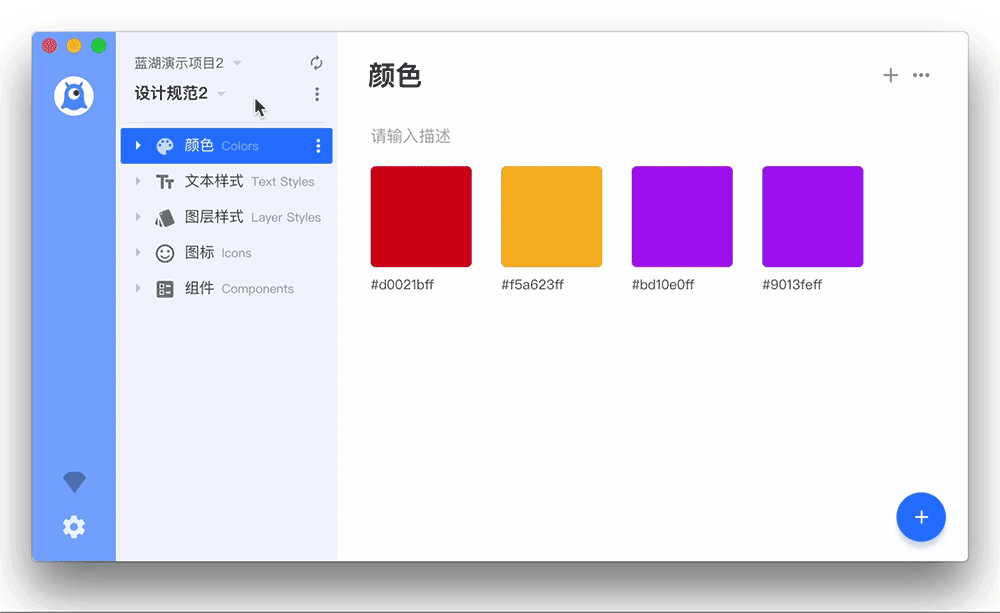 蓝湖演示项目2
设计规范2
颜色 Colors
文本样式 Text Styles
图层样式 Layer Styles
图标 Icons
组件 Components
颜色
请输入描述
#d0021bff
#f5a623ff
#bd10e0ff
#9013feff